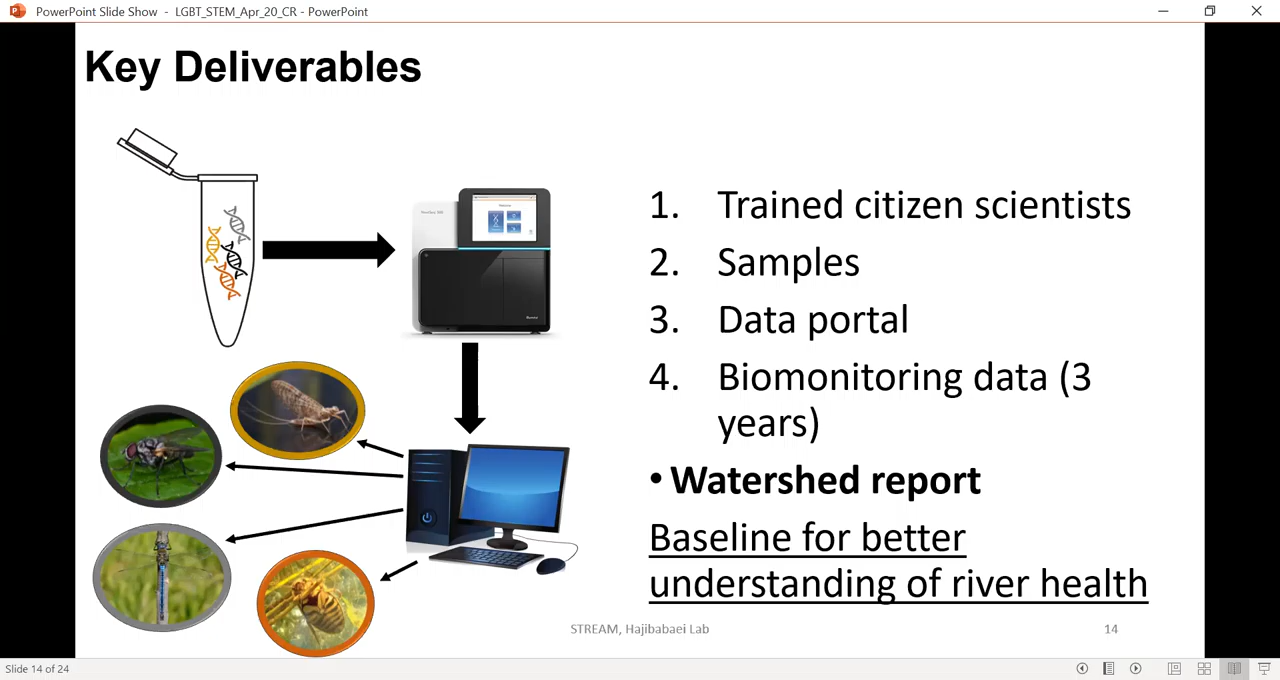 PowerPoint Slide Show - LGBT_STEM_Apr_20_CR - PowerPoint
Key Deliverables
1. Trained citizen scientists
2. Samples
3. Data portal
4. Biomonitoring data (3
years)
• Watershed report
Baseline for better
understanding of river health
STREAM, Hajibabaei Lab
14
Slide 14 of 24